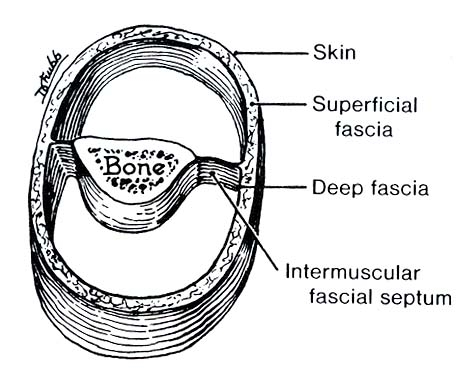 Skin
Superficial
fascia
Bone
Deep fascia
Intermuscular
fascial septum